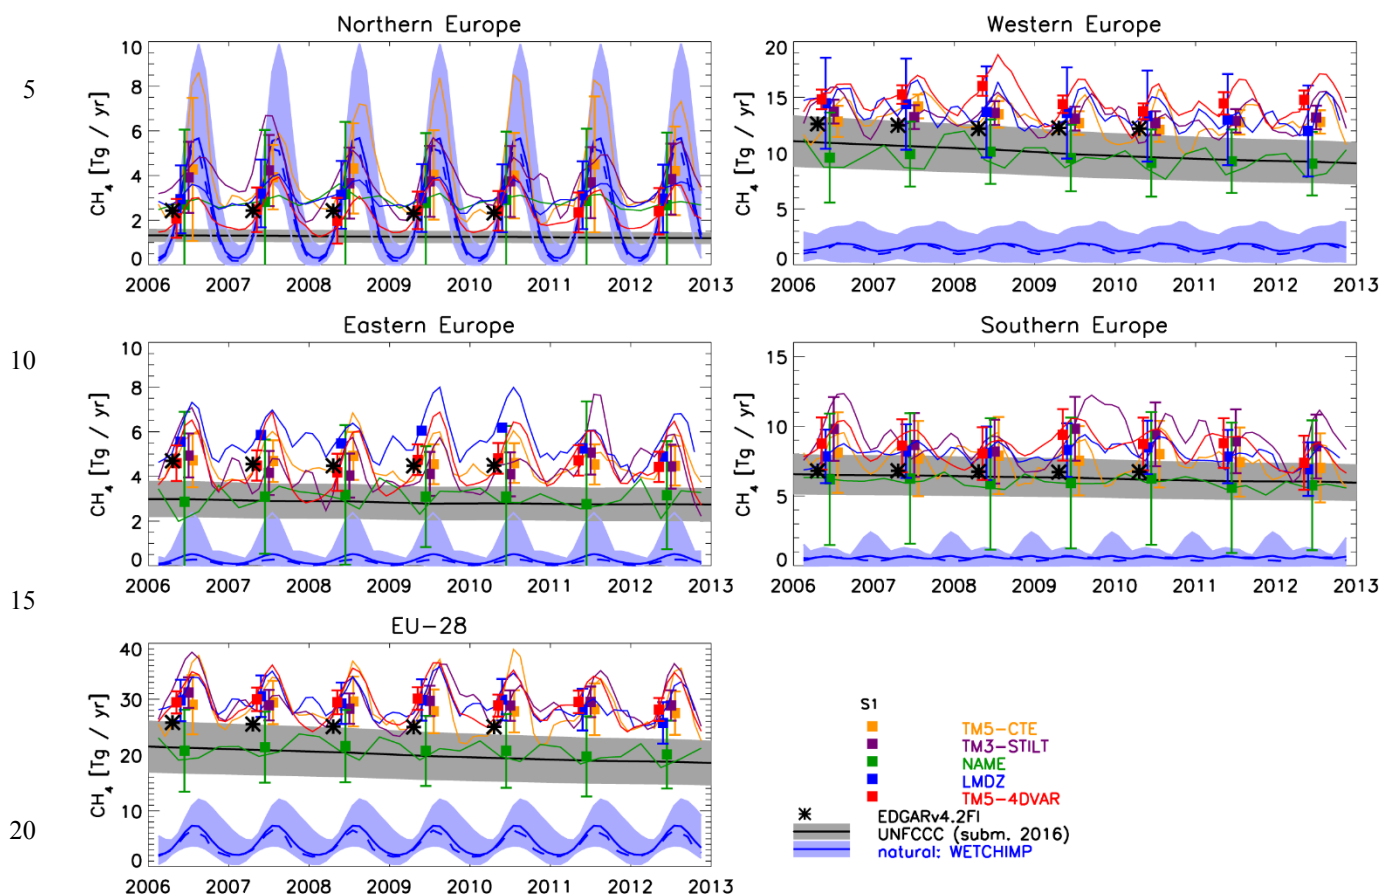 Northern Europe
Western Europe
5
CH4 [Tg / yr]
10
8
6
4
2
0
2006 2007 2008 2009 2010 2011 2012 2013
CH4 [Tg / yr]
20
15
10
5
0
2006 2007 2008 2009 2010 2011 2012 2013
Eastern Europe
Southern Europe
10
CH4 [Tg / yr]
10
8
6
4
2
0
2006 2007 2008 2009 2010 2011 2012 2013
CH4 [Tg / yr]
15
10
5
0
2006 2007 2008 2009 2010 2011 2012 2013
15
EU-28
CH4 [Tg / yr]
40
30
20
10
0
2006 2007 2008 2009 2010 2011 2012 2013
20
S1
TM5-CTE
TM3-STILT
NAME
LMDZ
TM5-4DVAR
EDGARv4.2FI
UNFCCC (subm. 2016)
natural: WETCHIMP